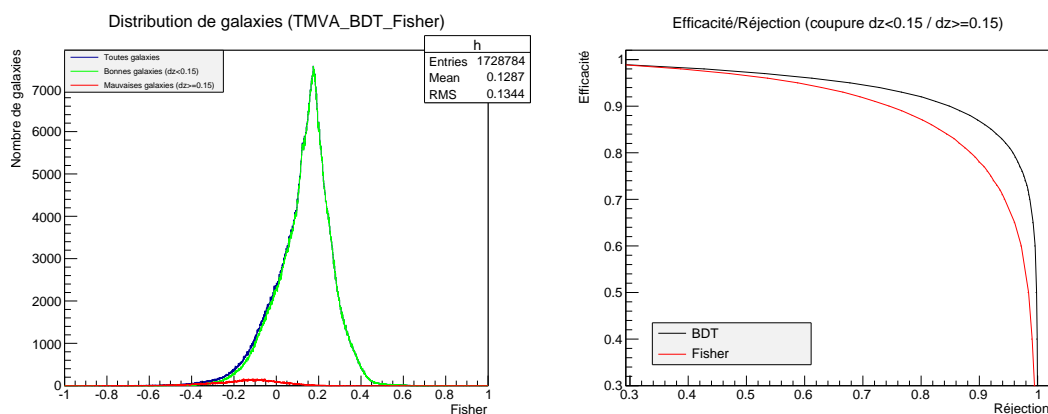 Distribution de galaxies (TMVA_BDT_Fisher)
Nombre de galaxies
Toutes galaxies
Bonnes galaxies (dz<0.15)
Mauvaises galaxies (dz>=0.15)
h
Entries 1728784
Mean 0.1287
RMS 0.1344
7000
6000
5000
4000
3000
2000
1000
0
-1 -0.8 -0.6 -0.4 -0.2 0 0.2 0.4 0.6 0.8 1
Fisher
Efficacité/Réjection (coupure dz<0.15 / dz>=0.15)
Efficacité
1
0.9
0.8
0.7
0.6
0.5
0.4
0.3
BDT
Fisher
0.3 0.4 0.5 0.6 0.7 0.8 0.9 1
Réjection